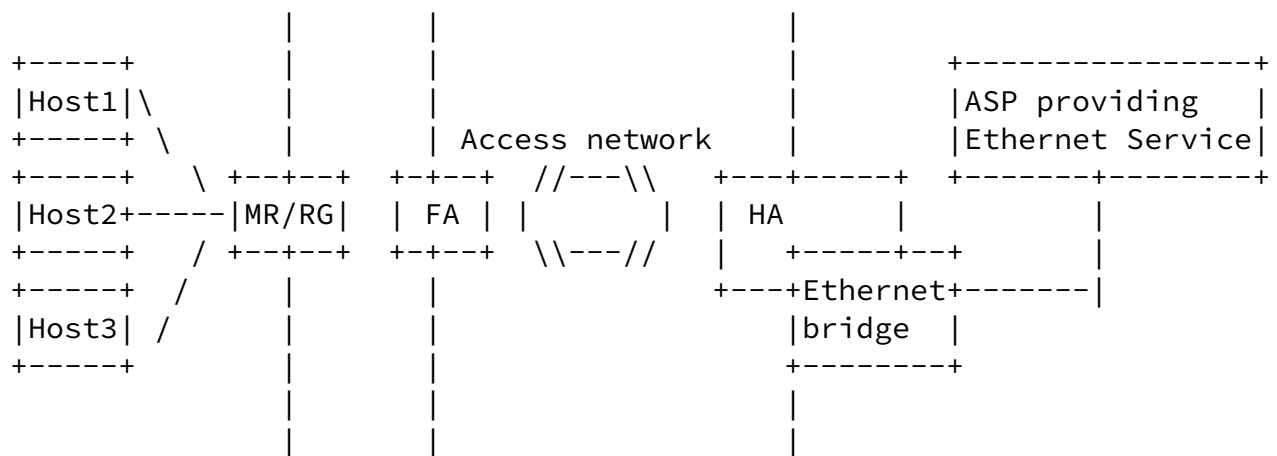 Host1
ASP providing
Ethernet Service
Access network
Host2
MR/RG
FA
HA
Ethernet
bridge
Host3